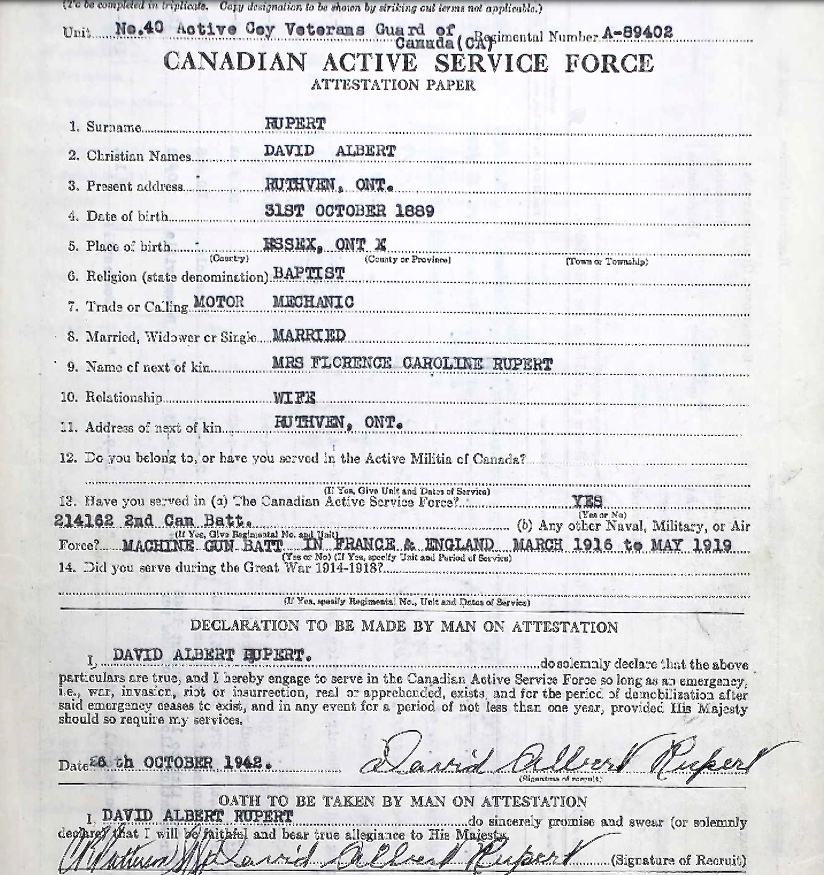 (To be completed in triplicate. Copy designation to be shown by striking out terms not applicable.)
Unit No.40 Active Coy Veterans Guard of Canada(CA) Regimental Number A-89402
CANADIAN ACTIVE SERVICE FORCE
ATTESTATION PAPER
1. Surname RUPERT
2. Christian Names DAVID ALBERT
3. Present address RUTHVEN, ONT.
4. Date of birth 31ST OCTOBER 1889
5. Place of birth ESSEX, ONT X
(Country) (County or Province) (Town or Township)
6. Religion (state denomination) BAPTIST
7. Trade or Calling MOTOR MECHANIC
8. Married, Widower or Single MARRIED
9. Name of next of kin MRS FLORENCE CAROLINE RUPERT
10. Relationship WIFE
11. Address of next of kin RUTHVEN, ONT.
12. Do you belong to, or have you served in the Active Militia of Canada?
(If Yes, Give Unit and Dates of Service)
13. Have you served in (a) The Canadian Active Service Force? YES
(Yes or No)
214162 2nd Can Batt. (b) Any other Naval, Military, or Air
(If Yes, Give Regimental No. and Unit)
Force? MACHINE GUN BATT IN FRANCE & ENGLAND MARCH 1916 to MAY 1919
(Yes or No) (If Yes, specify Unit and Period of Service)
14. Did you serve during the Great War 1914-1918?
(If Yes, specify Regimental No., Unit and Dates of Service)
DECLARATION TO BE MADE BY MAN ON ATTESTATION
I, DAVID ALBERT RUPERT. do solemnly declare that the above
particulars are true, and I hereby engage to serve in the Canadian Active Service Force so long as an emergency,
i.e., war, invasion, riot or insurrection, real or apprehended, exists, and for the period of demobilization after
said emergency ceases to exist, and in any event for a period of not less than one year, provided His Majesty
should so require my services.
Date 26 th OCTOBER 1942. David Albert Rupert
(Signature of recruit)
OATH TO BE TAKEN BY MAN ON ATTESTATION
I, DAVID ALBERT RUPERT do sincerely promise and swear (or solemnly
declare) that I will be faithful and bear true allegiance to His Majesty.
David Albert Rupert (Signature of Recruit)